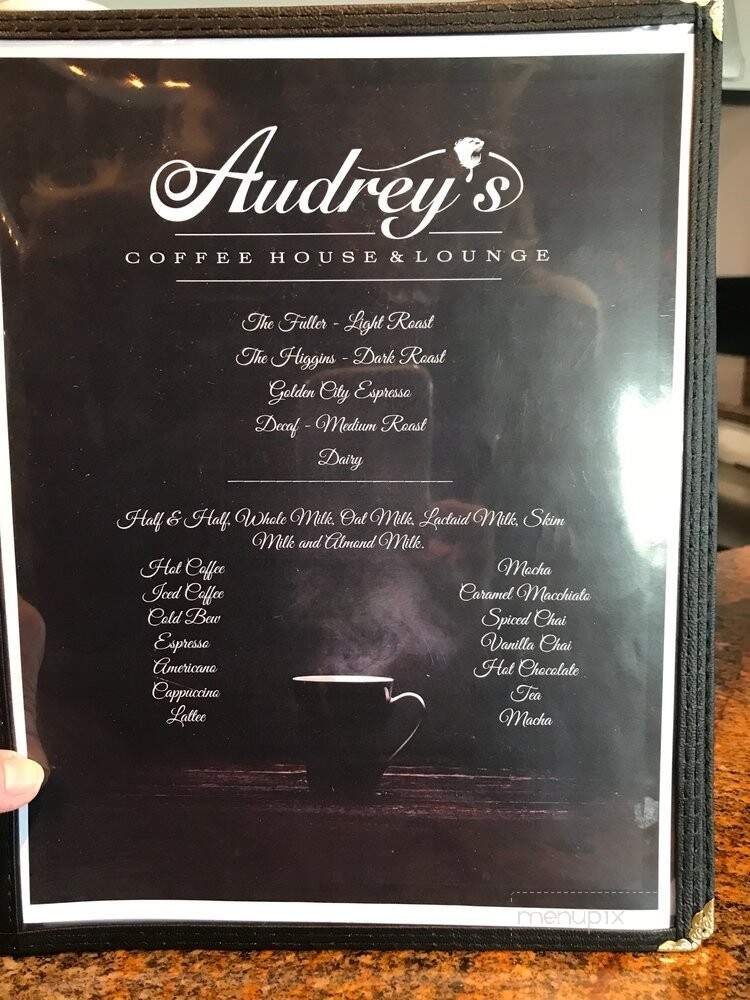 Audrey's
COFFEE HOUSE & LOUNGE
The Fuller - Light Roast
The Higgins - Dark Roast
Golden City Espresso
Decaf - Medium Roast
Dairy
Half & Half, Whole Milk, Oat Milk, Lactaid Milk, Skim
Milk and Almond Milk.
Hot Coffee
Iced Coffee
Cold Bew
Espresso
Americano
Cappuccino
Lattee
Mocha
Caramel Macchiato
Spiced Chai
Vanilla Chai
Hot Chocolate
Tea
Macha
menupix